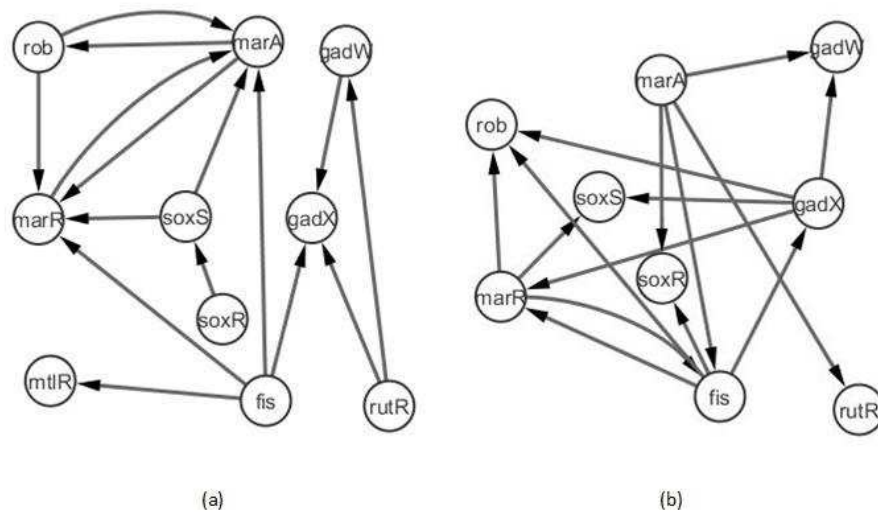 rob
marA
gadW
marR
soxS
gadX
soxR
mtlR
fis
rutR
(a)
gadW
marA
rob
soxS
gadX
soxR
marR
fis
rutR
(b)